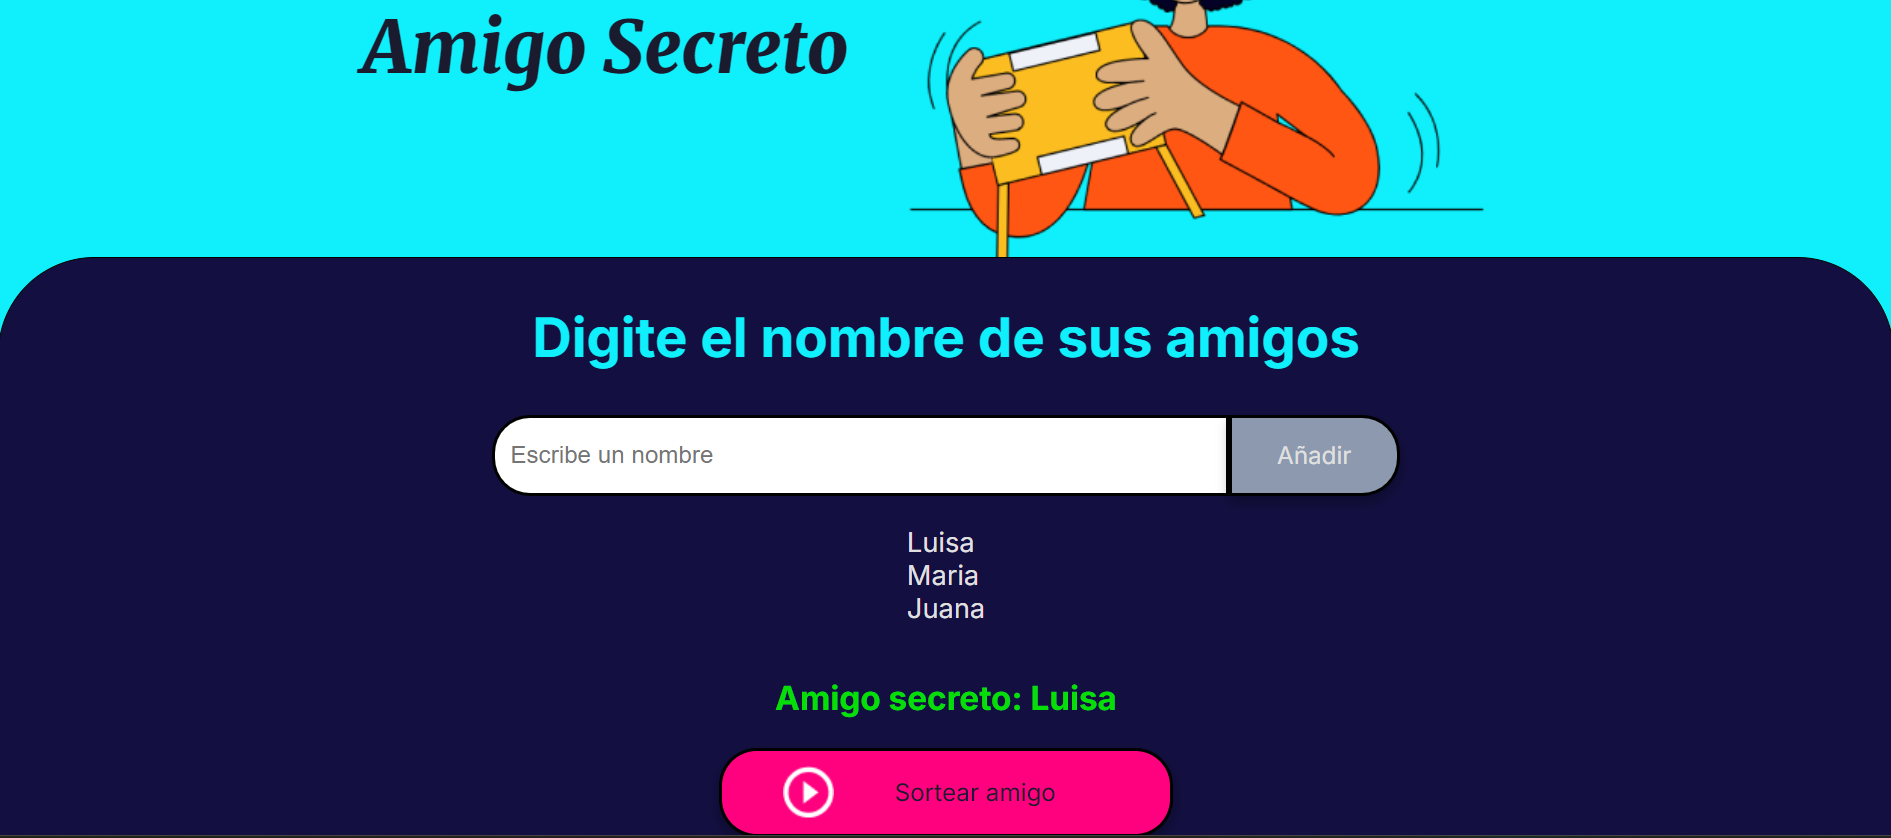 Amigo Secreto
Digite el nombre de sus amigos
Escribe un nombre
Añadir
Luisa
Maria
Juana
Amigo secreto: Luisa
Sortear amigo